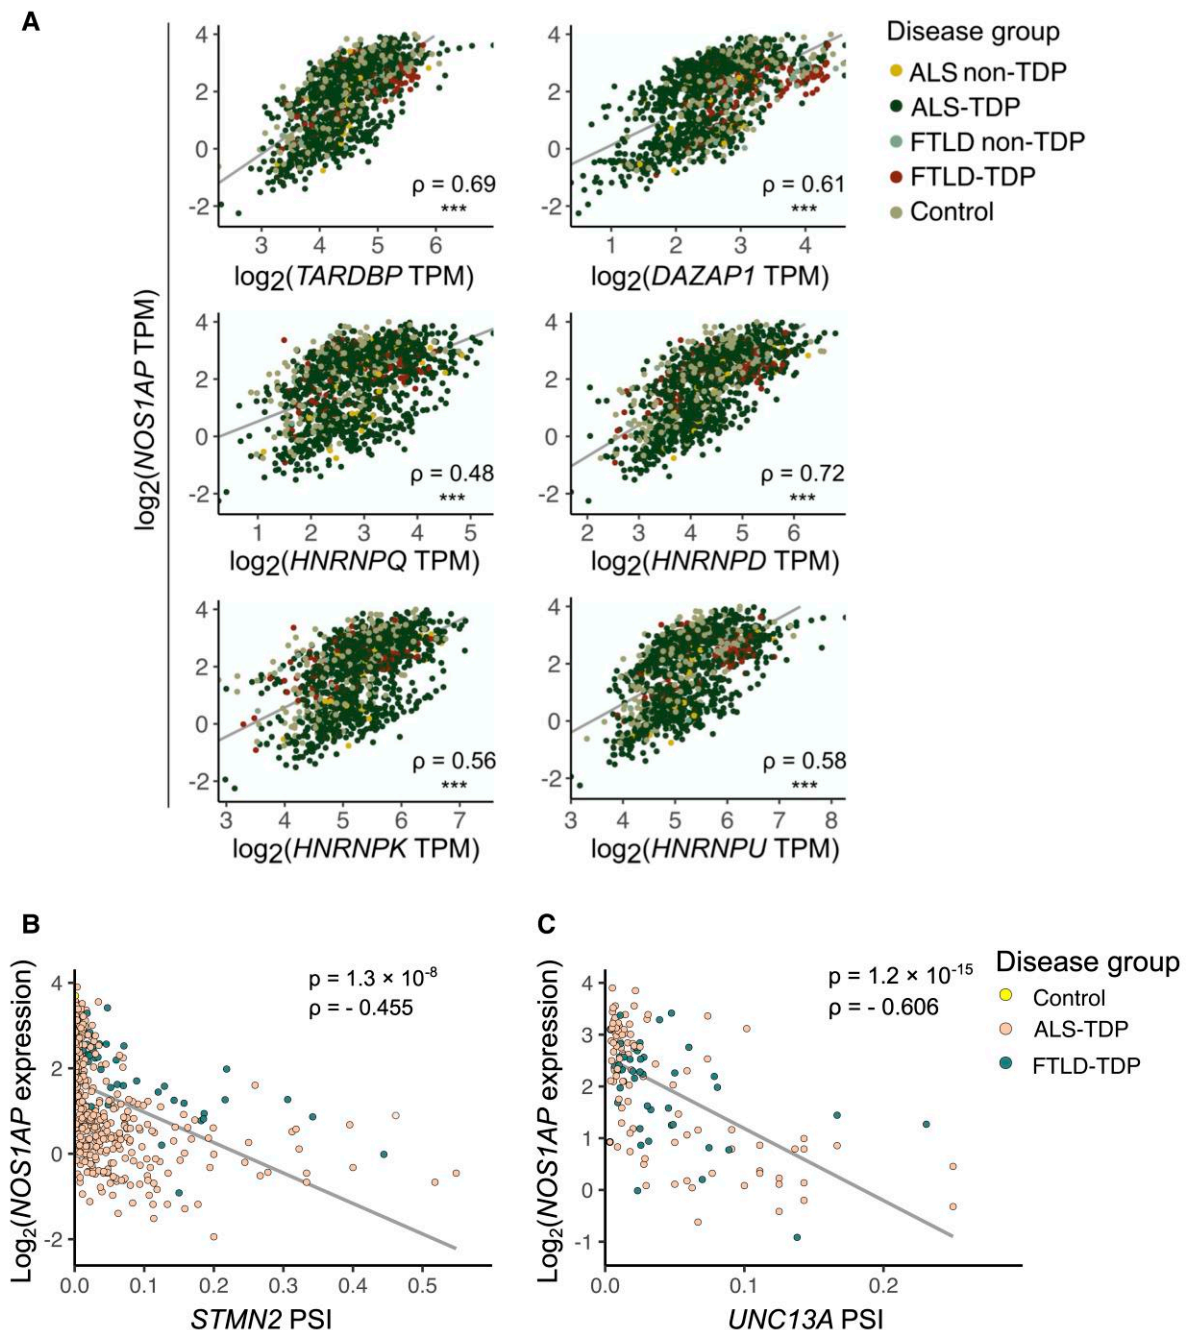 A
Disease group
ALS non-TDP
ALS-TDP
FTLD non-TDP
FTLD-TDP
Control
log2(NOS1AP TPM)
4
2
0
-2
ρ = 0.69
***
3 4 5 6
log2(TARDBP TPM)
4
2
0
-2
ρ = 0.61
***
1 2 3 4
log2(DAZAP1 TPM)
4
2
0
-2
ρ = 0.48
***
1 2 3 4 5
log2(HNRNPQ TPM)
4
2
0
-2
ρ = 0.72
***
2 3 4 5 6
log2(HNRNPD TPM)
4
2
0
-2
ρ = 0.56
***
3 4 5 6 7
log2(HNRNPK TPM)
4
2
0
-2
ρ = 0.58
***
3 4 5 6 7 8
log2(HNRNPU TPM)
B
Log2(NOS1AP expression)
4
2
0
-2
p = 1.3 × 10-8
ρ = - 0.455
0.0 0.1 0.2 0.3 0.4 0.5
STMN2 PSI
C
Log2(NOS1AP expression)
4
3
2
1
0
-1
p = 1.2 × 10-15
ρ = - 0.606
0.0 0.1 0.2
UNC13A PSI
Disease group
Control
ALS-TDP
FTLD-TDP